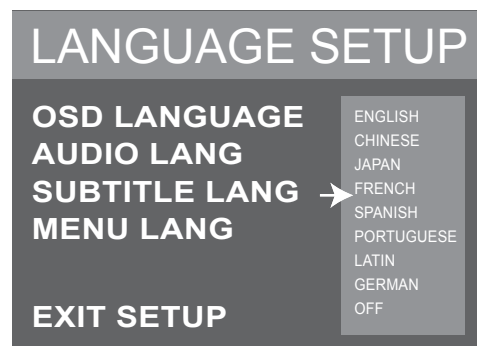 LANGUAGE SETUP
OSD LANGUAGE
AUDIO LANG
SUBTITLE LANG
MENU LANG
EXIT SETUP
ENGLISH
CHINESE
JAPAN
FRENCH
SPANISH
PORTUGUESE
LATIN
GERMAN
OFF